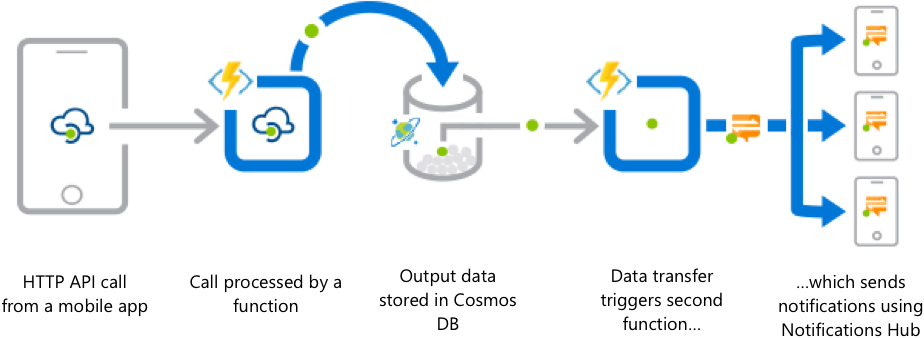 HTTP API call
from a mobile app
Call processed by a
function
Output data
stored in Cosmos
DB
Data transfer
triggers second
function...
...which sends
notifications using
Notifications Hub